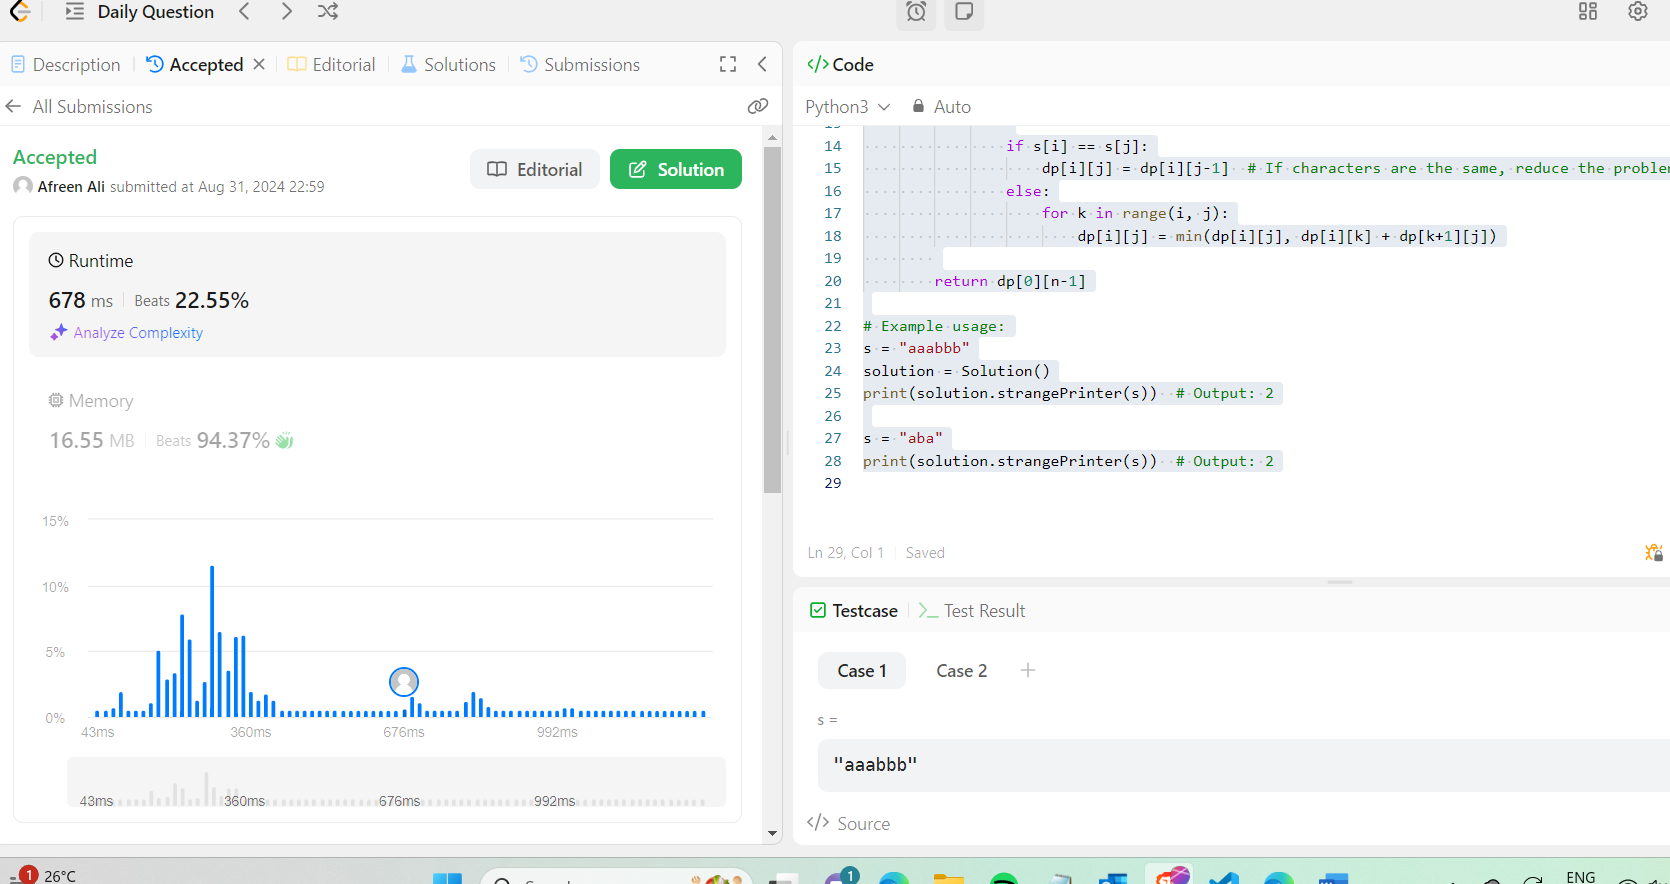 Daily Question
Description
Accepted
Editorial
Solutions
Submissions
All Submissions
Accepted
Afreen Ali submitted at Aug 31, 2024 22:59
Editorial
Solution
Runtime
678 ms
Beats 22.55%
Analyze Complexity
Memory
16.55 MB
Beats 94.37%
15%
10%
5%
0%
43ms
360ms
676ms
992ms
43ms
360ms
676ms
992ms
</> Code
Python3
Auto
14 if s[i] == s[j]:
15 dp[i][j] = dp[i][j-1]  # If characters are the same, reduce the
16 else:
17 for k in range(i, j):
18 dp[i][j] = min(dp[i][j], dp[i][k] + dp[k+1][j])
19
20 return dp[0][n-1]
21
22 # Example usage:
23 s = "aaabbb"
24 solution = Solution()
25 print(solution.strangePrinter(s))  # Output: 2
26
27 s = "aba"
28 print(solution.strangePrinter(s))  # Output: 2
29
Ln 29, Col 1
Saved
Testcase
>_ Test Result
Case 1
Case 2
+
s =
"aaabbb"
</> Source
1
26°C
1
ENG